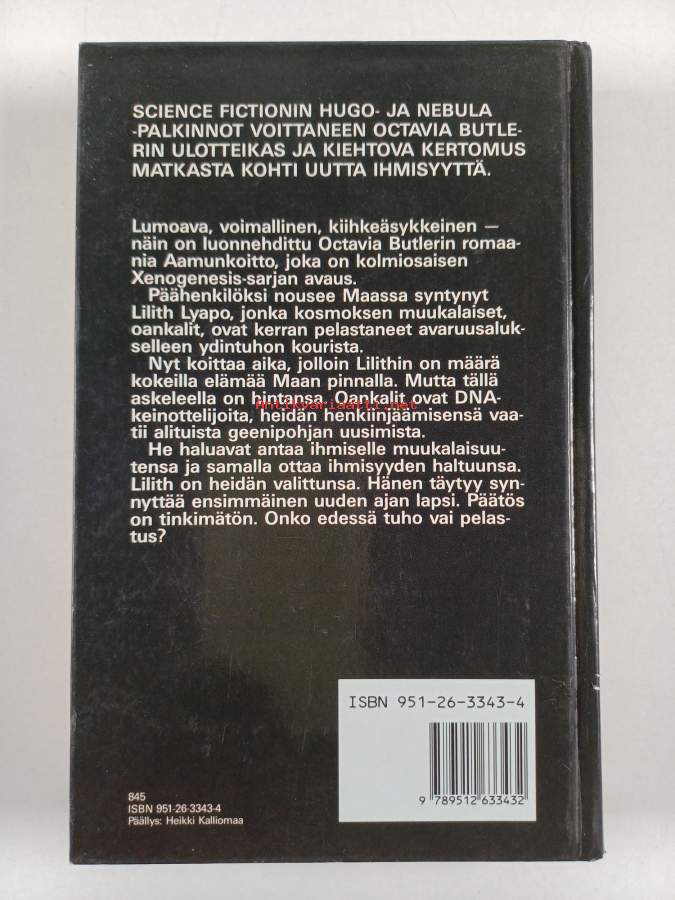 SCIENCE FICTIONIN HUGO- JA NEBULA
-PALKINNOT VOITTANEEN OCTAVIA BUTLE-
RIN ULOTTEIKAS JA KIEHTOVA KERTOMUS
MATKASTA KOHTI UUTTA IHMISYYTTÄ.
Lumoava, voimallinen, kiihkeäsykkeinen —
näin on luonnehdittu Octavia Butlerin romaa-
nia Aamunkoitto, joka on kolmiosaisen
Xenogenesis-sarjan avaus.
Päähenkilöksi nousee Maassa syntynyt
Lilith Lyapo, jonka kosmoksen muukalaiset,
oankalit, ovat kerran pelastaneet avaruusaluk-
selleen ydintuhon kourista.
Nyt koittaa aika, jolloin Lilithin on määrä
kokeilla elämää Maan pinnalla. Mutta tällä
askeleella on hintansa. Oankalit ovat DNA-
Antikvariaatti.net
keinottelijoita, heidän henkiinjäämisensä vaa-
tii alituista geenipohjan uusimista.
He haluavat antaa ihmiselle muukalaisuu-
tensa ja samalla ottaa ihmisyyden haltuunsa.
Lilith on heidän valittunsa. Hänen täytyy syn-
nyttää ensimmäinen uuden ajan lapsi. Päätös
on tinkimätön. Onko edessä tuho vai pelas-
tus?
ISBN 951-26-3343-4
9 789512 633432
845
ISBN 951-26-3343-4
Päällys: Heikki Kalliomaa